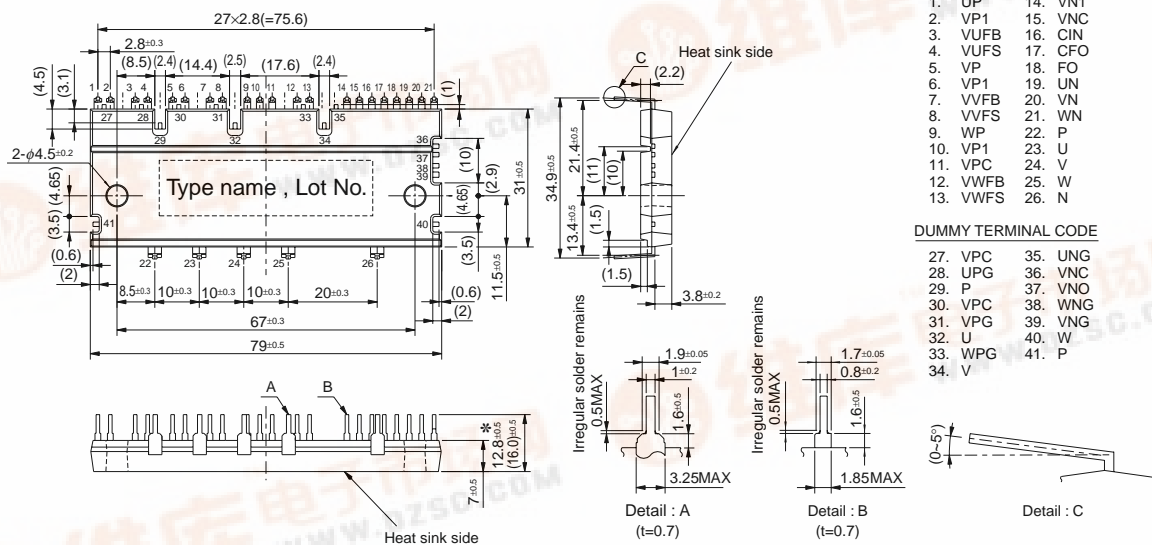 27×2.8(=75.6)
2.8±0.3
(8.5) (2.4) (14.4) (2.5) (17.6) (2.4)
(4.5)
(3.1)
1 2 3 4 5 6 7 8 9 10 11 12 13 14 15 16 17 18 19 20 21
(1)
27 28 30 31 33 35
29 32 34
36
37
38
39
2-φ4.5±0.2
Type name , Lot No.
(4.65)
(3.5)
(10)
(2.9)
31±0.5
(4.65)
(3.5)
11.5±0.5
41
40
(0.6)
(2)
22 23 24 25 26
8.5±0.3 10±0.3 10±0.3 10±0.3 20±0.3
(0.6)
(2)
67±0.3
79±0.5
C
Heat sink side
(2.2)
34.9±0.5
21.4±0.5
(11)
(10)
13.4±0.5
(1.5)
(1.5)
3.8±0.2
A B
*
12.8±0.5
(16.0)±0.5
7±0.5
Heat sink side
Irregular solder remains
0.5MAX
1.9±0.05
1±0.2
1.6±0.5
3.25MAX
Detail : A
(t=0.7)
Irregular solder remains
0.5MAX
1.7±0.05
0.8±0.2
1.6±0.5
1.85MAX
Detail : B
(t=0.7)
(0~5°)
Detail : C
1. UP 14. VN1
2. VP1 15. VNC
3. VUFB 16. CIN
4. VUFS 17. CFO
5. VP 18. FO
6. VP1 19. UN
7. VVFB 20. VN
8. VVFS 21. WN
9. WP 22. P
10. VP1 23. U
11. VPC 24. V
12. VWFB 25. W
13. VWFS 26. N
DUMMY TERMINAL CODE
27. VPC 35. UNG
28. UPG 36. VNC
29. P 37. VNO
30. VPC 38. WNG
31. VPG 39. VNG
32. U 40. W
33. WPG 41. P
34. V
维库电子市场网
WWW.DZSC.COM